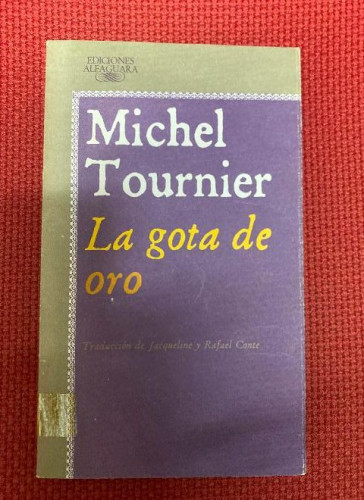 EDICIONES
ALFAGUARA
Michel
Tournier
La gota de
oro
Traducción de Jacqueline y Rafael Conte